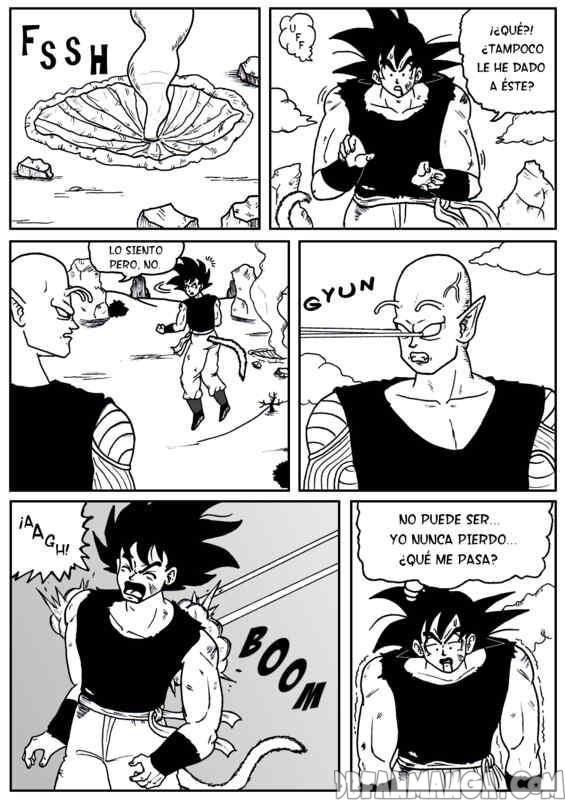 FSSH
UFF
¡¿QUÉ?!
¿TAMPOCO
LE HE DADO
A ÉSTE?
LO SIENTO
PERO, NO.
GYUN
¡AAGH!
BOOM
NO PUEDE SER...
YO NUNCA PIERDO...
¿QUÉ ME PASA?
DBFANMANGA.COM